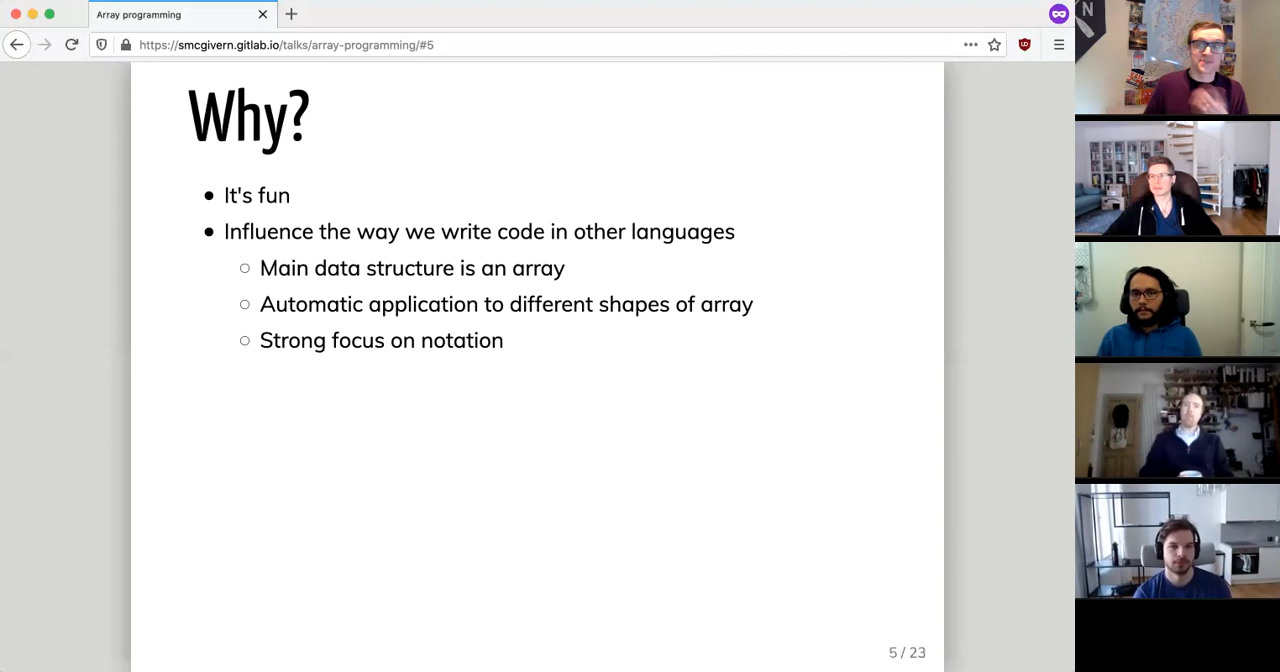 Array programming
https://smcgivern.gitlab.io/talks/array-programming/#5
Why?
It's fun
Influence the way we write code in other languages
Main data structure is an array
Automatic application to different shapes of array
Strong focus on notation
5 / 23
N